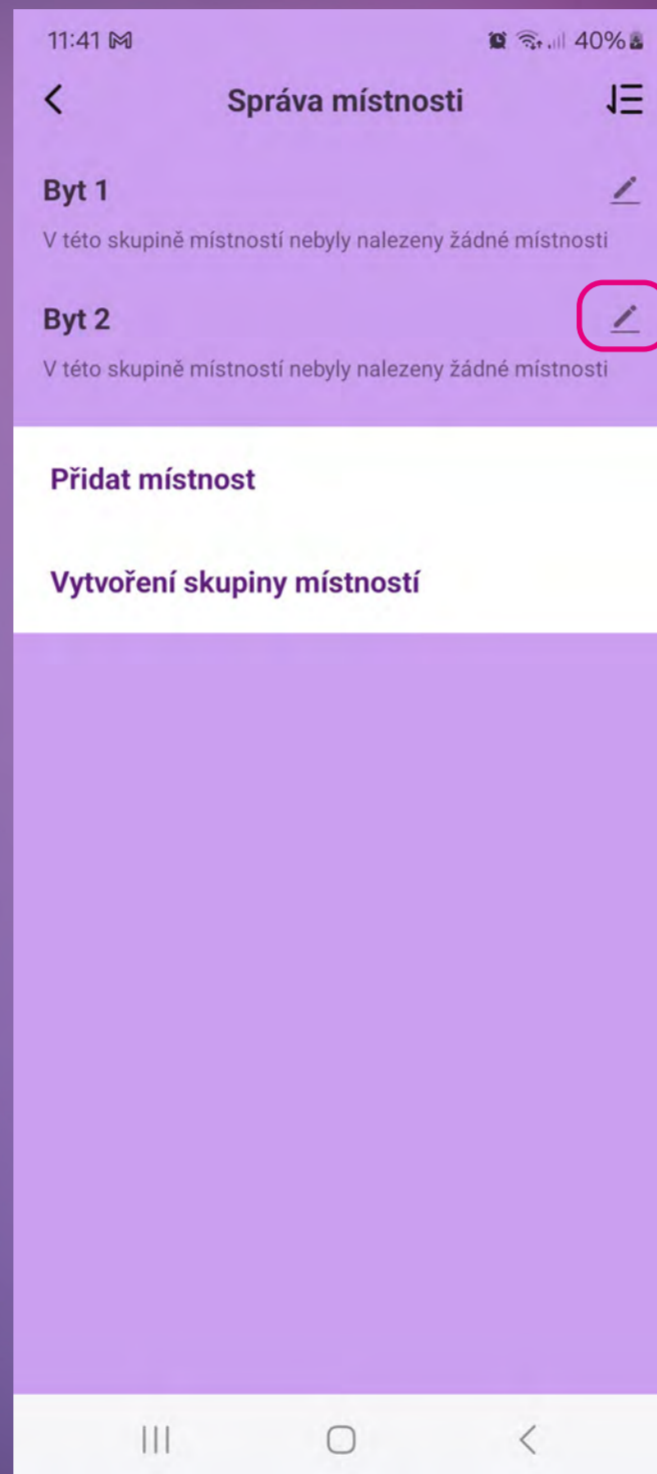 11:41
40%
Správa místnosti
Byt 1
V této skupině místností nebyly nalezeny žádné místnosti
Byt 2
V této skupině místností nebyly nalezeny žádné místnosti
Přidat místnost
Vytvoření skupiny místností